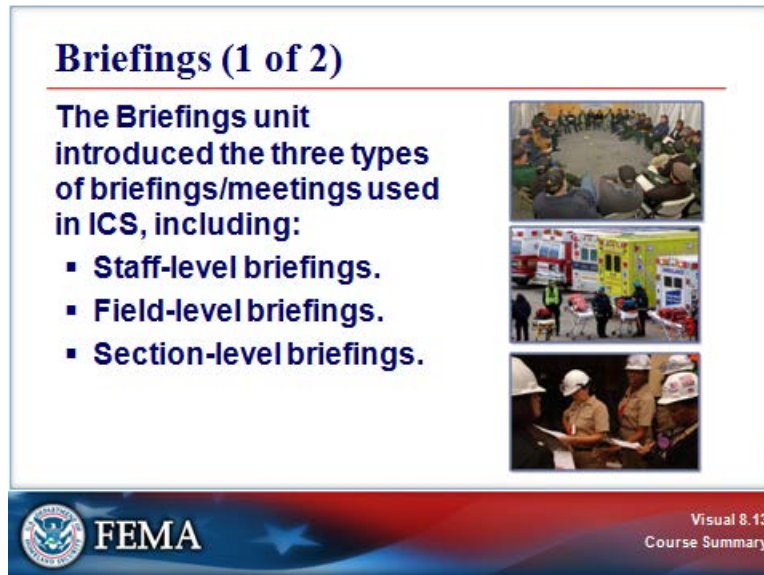 Briefings (1 of 2)
The Briefings unit
introduced the three types
of briefings/meetings used
in ICS, including:
▪ Staff-level briefings.
▪ Field-level briefings.
▪ Section-level briefings.
FEMA
Visual 8.13
Course Summary